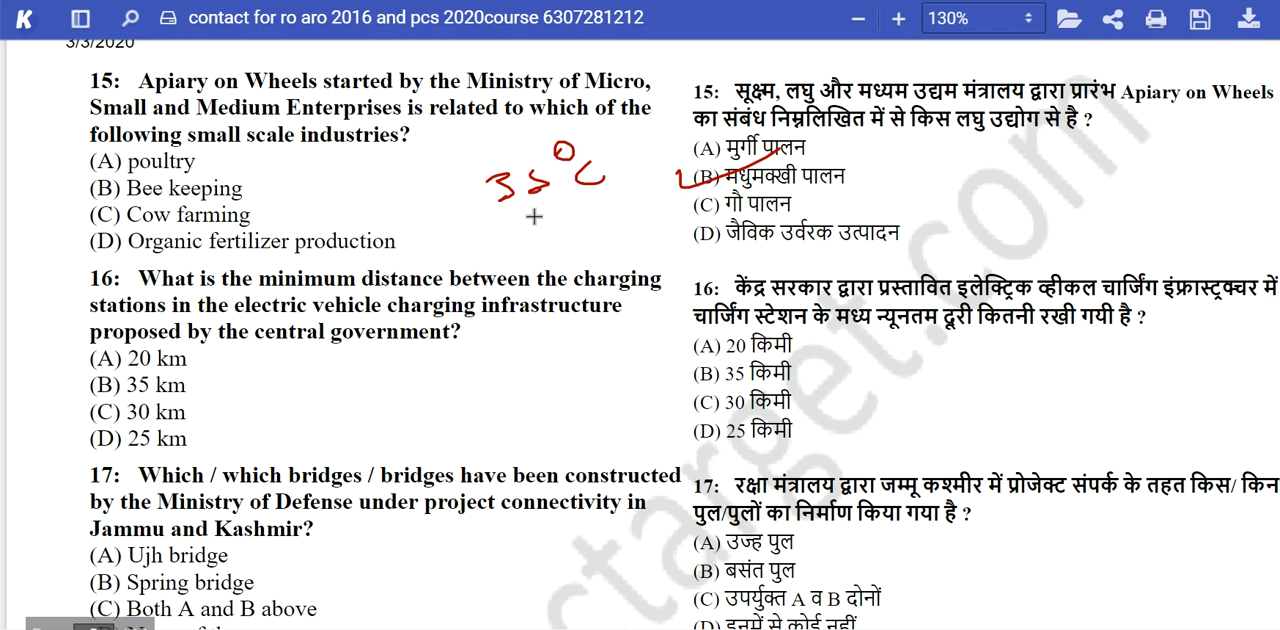 contact for ro aro 2016 and pcs 2020course 6307281212
130%
3/3/2020
15: Apiary on Wheels started by the Ministry of Micro,
Small and Medium Enterprises is related to which of the
following small scale industries?
(A) poultry
(B) Bee keeping
(C) Cow farming
(D) Organic fertilizer production
35°C
16: What is the minimum distance between the charging
stations in the electric vehicle charging infrastructure
proposed by the central government?
(A) 20 km
(B) 35 km
(C) 30 km
(D) 25 km
17: Which / which bridges / bridges have been constructed
by the Ministry of Defense under project connectivity in
Jammu and Kashmir?
(A) Ujh bridge
(B) Spring bridge
(C) Both A and B above
15: सूक्ष्म, लघु और मध्यम उद्यम मंत्रालय द्वारा प्रारंभ Apiary on Wheels
का संबंध निम्नलिखित में से किस लघु उद्योग से है ?
(A) मुर्गी पालन
(B) मधुमक्खी पालन
(C) गौ पालन
(D) जैविक उर्वरक उत्पादन
16: केंद्र सरकार द्वारा प्रस्तावित इलेक्ट्रिक व्हीकल चार्जिंग इंफ्रास्ट्रक्चर में
चार्जिंग स्टेशन के मध्य न्यूनतम दूरी कितनी रखी गयी है ?
(A) 20 किमी
(B) 35 किमी
(C) 30 किमी
(D) 25 किमी
17: रक्षा मंत्रालय द्वारा जम्मू कश्मीर में प्रोजेक्ट संपर्क के तहत किस/ किन
पुल/पुलों का निर्माण किया गया है ?
(A) उज्ह पुल
(B) बसंत पुल
(C) उपर्युक्त A व B दोनों
(D) इनमें से कोई नहीं
ctarget.com